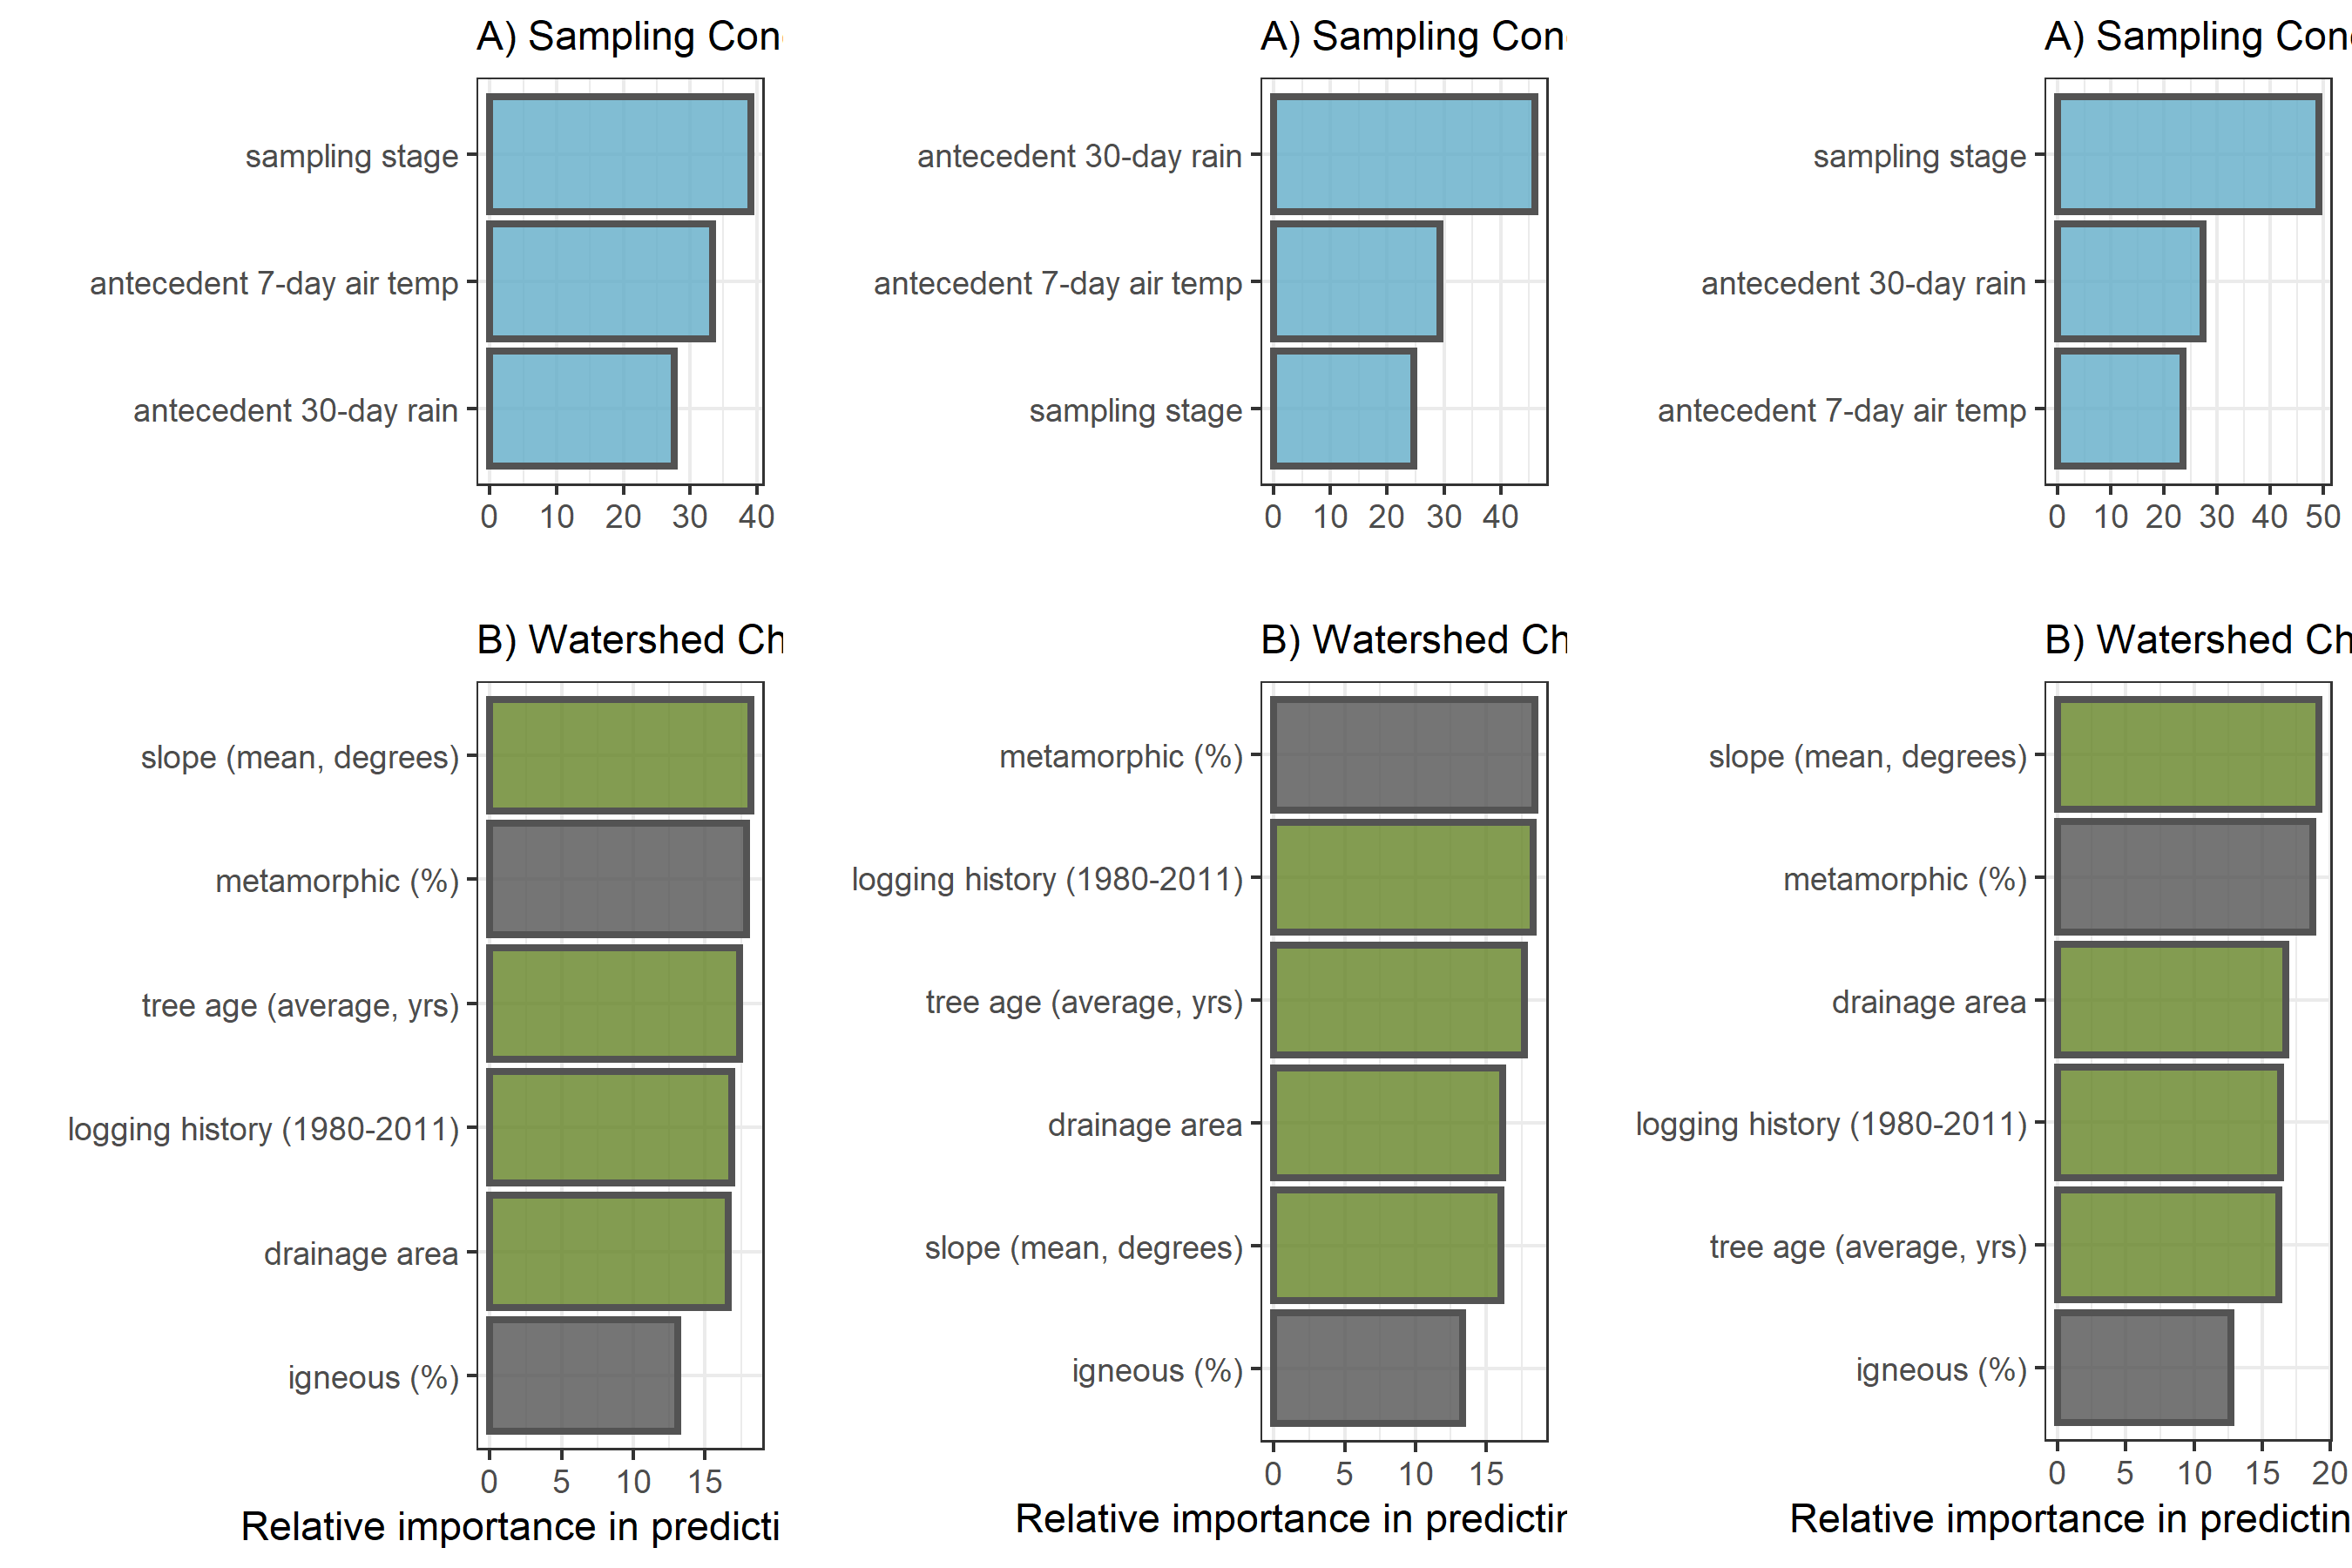 A) Sampling Con
sampling stage
antecedent 7-day air temp
antecedent 30-day rain
0 10 20 30 40
B) Watershed Ch
slope (mean, degrees)
metamorphic (%)
tree age (average, yrs)
logging history (1980-2011)
drainage area
igneous (%)
0 5 10 15
Relative importance in predicti
A) Sampling Con
antecedent 30-day rain
antecedent 7-day air temp
sampling stage
0 10 20 30 40
B) Watershed Ch
metamorphic (%)
logging history (1980-2011)
tree age (average, yrs)
drainage area
slope (mean, degrees)
igneous (%)
0 5 10 15
Relative importance in predictin
A) Sampling Con
sampling stage
antecedent 30-day rain
antecedent 7-day air temp
0 10 20 30 40 50
B) Watershed Ch
slope (mean, degrees)
metamorphic (%)
drainage area
logging history (1980-2011)
tree age (average, yrs)
igneous (%)
0 5 10 15 20
Relative importance in predictin